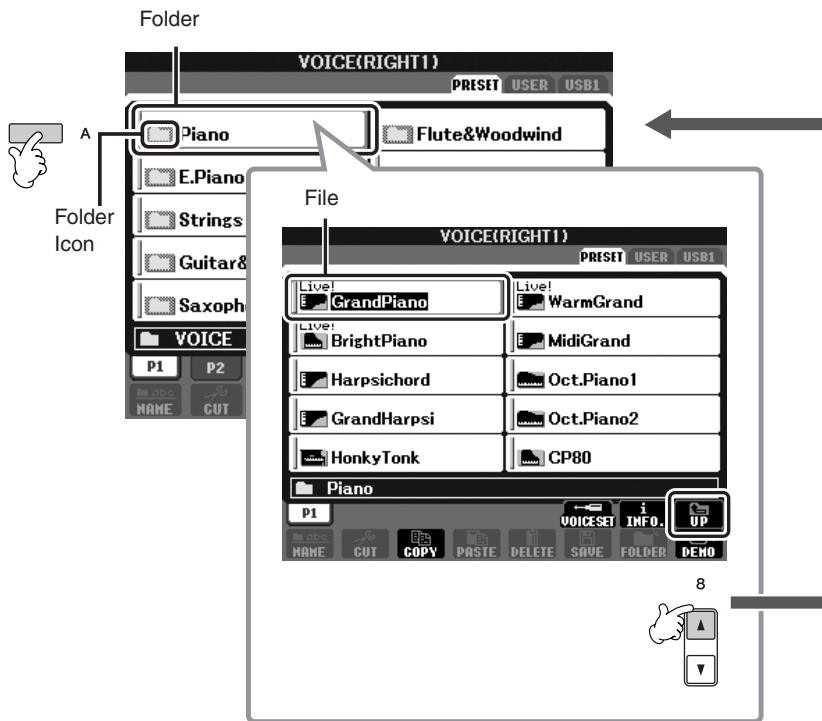 Folder
VOICE(RIGHT1)
PRESET USER USB1
A
Piano
Flute&Woodwind
E.Piano
Folder
Icon
Strings
Guitar&
Saxoph
VOICE
P1 P2
NAME CUT
File
VOICE(RIGHT1)
PRESET USER USB1
Live! GrandPiano
Live! WarmGrand
Live! BrightPiano
MidiGrand
Harpsichord
Oct.Piano1
GrandHarpsi
Oct.Piano2
HonkyTonk
CP80
Piano
P1
VOICESET INFO. UP
NAME CUT COPY PASTE DELETE SAVE FOLDER DEMO
8